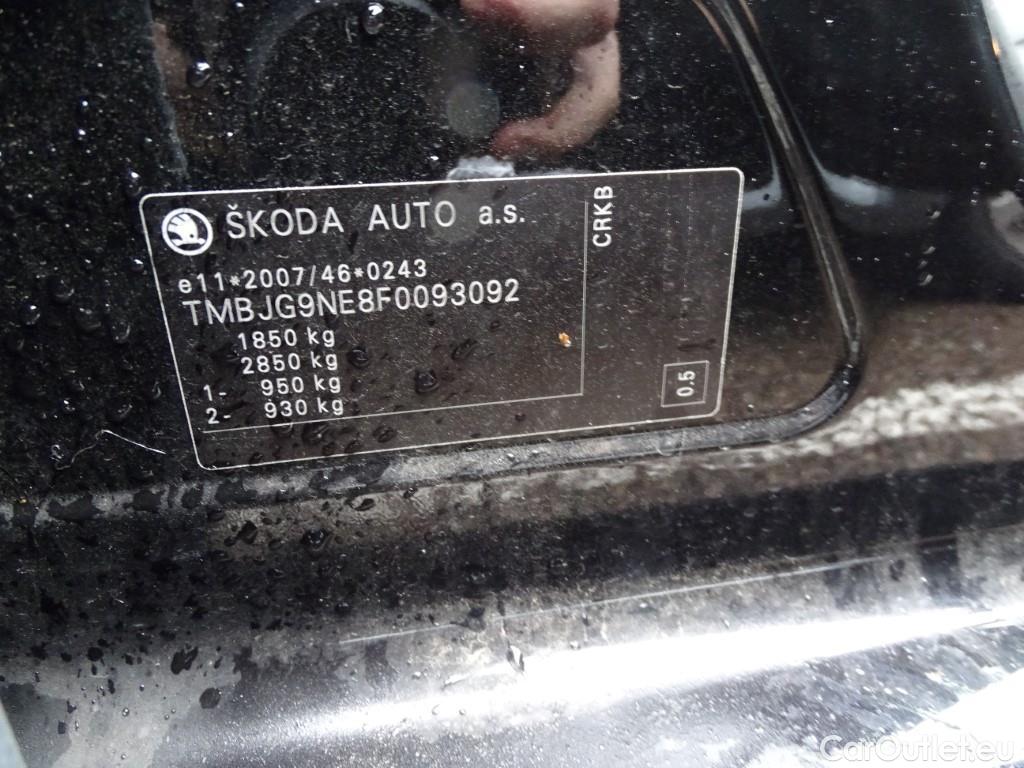 ŠKODA AUTO a.s.
CRKB
e11*2007/46*0243
TMBJG9NE8F0093092
1850 kg
2850 kg
1- 950 kg
2- 930 kg
0.5
CarOutlet.eu